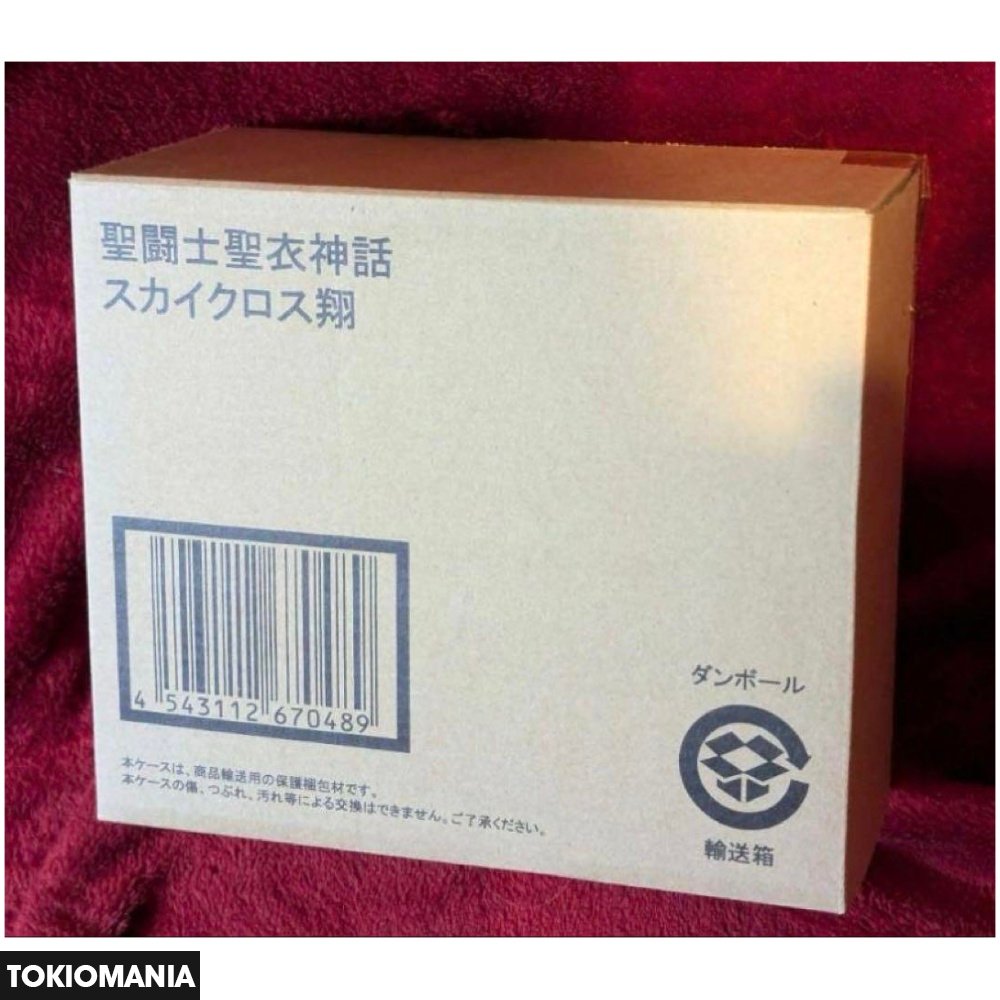 聖闘士聖衣神話
スカイクロス翔
4 543112 670489
本ケースは、商品輸送用の保護梱包材です。
本ケースの傷、つぶれ、汚れ等による交換はできません。ご了承ください。
ダンボール
輸送箱
TOKIOMANIA